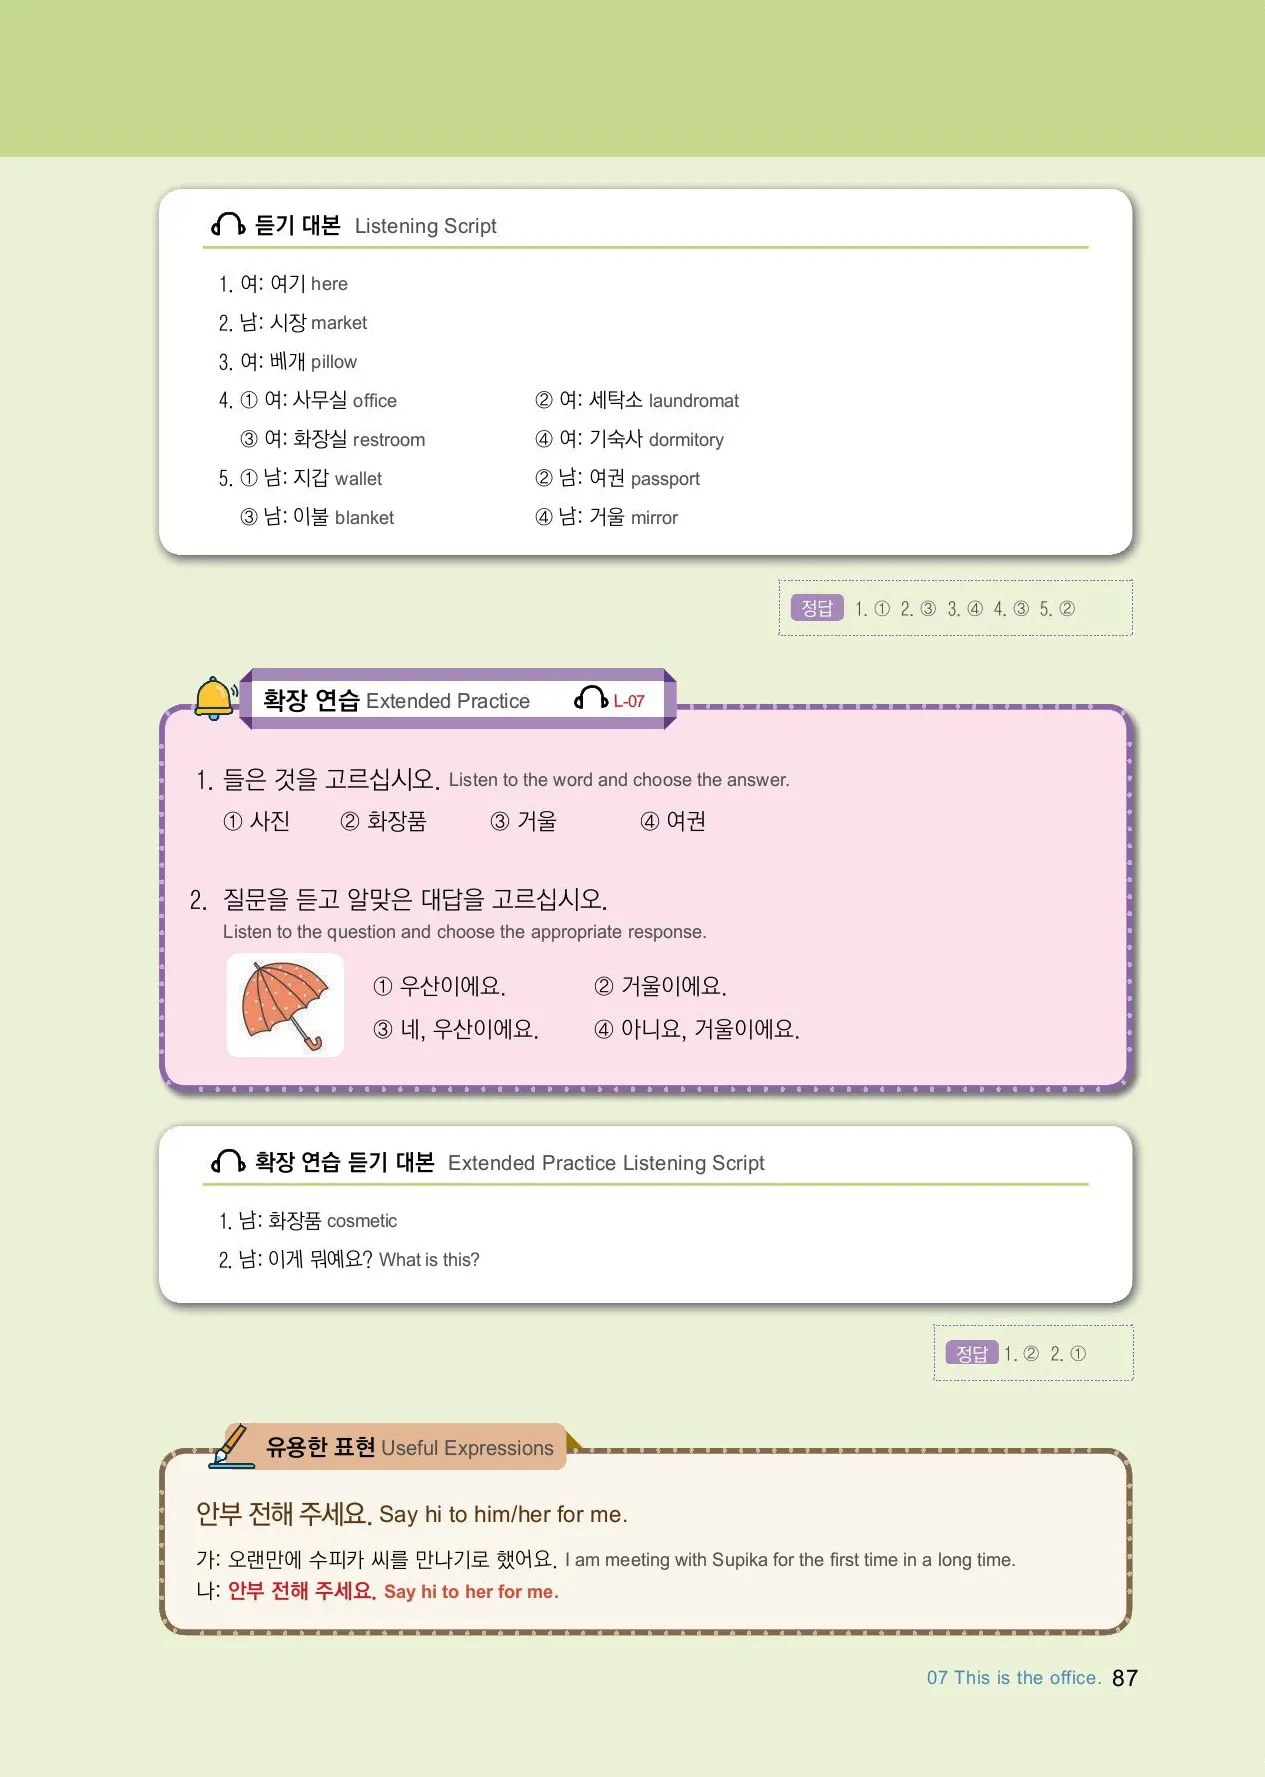 듣기 대본 Listening Script
1. 여: 여기 here
2. 남: 시장 market
3. 여: 베개 pillow
4. ① 여: 사무실 office ② 여: 세탁소 laundromat
③ 여: 화장실 restroom ④ 여: 기숙사 dormitory
5. ① 남: 지갑 wallet ② 남: 여권 passport
③ 남: 이불 blanket ④ 남: 거울 mirror
정답 1. ① 2. ③ 3. ④ 4. ③ 5. ②
확장 연습 Extended Practice L-07
1. 들은 것을 고르십시오. Listen to the word and choose the answer.
① 사진 ② 화장품 ③ 거울 ④ 여권
2. 질문을 듣고 알맞은 대답을 고르십시오.
Listen to the question and choose the appropriate response.
① 우산이에요. ② 거울이에요.
③ 네, 우산이에요. ④ 아니요, 거울이에요.
확장 연습 듣기 대본 Extended Practice Listening Script
1. 남: 화장품 cosmetic
2. 남: 이게 뭐예요? What is this?
정답 1. ② 2. ①
유용한 표현 Useful Expressions
안부 전해 주세요. Say hi to him/her for me.
가: 오랜만에 수피카 씨를 만나기로 했어요. I am meeting with Supika for the first time in a long time.
나: 안부 전해 주세요. Say hi to her for me.
07 This is the office. 87